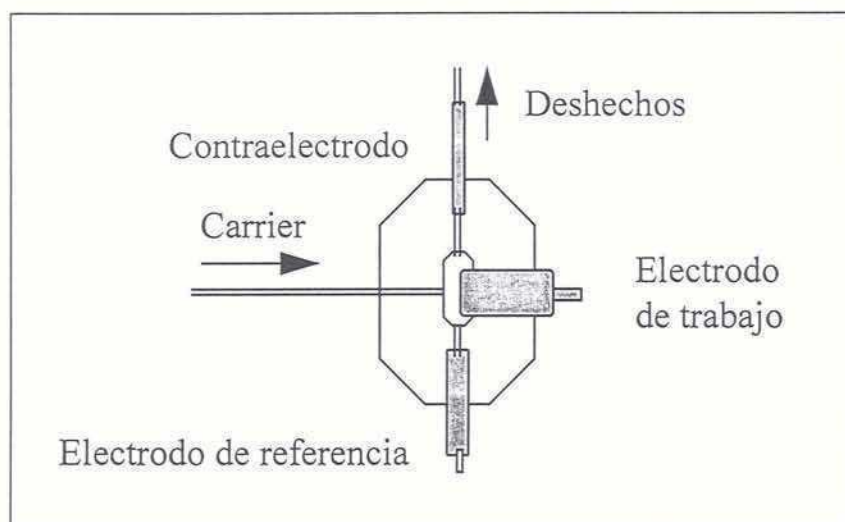 Deshechos
Contraelectrodo
Carrier
Electrodo
de trabajo
Electrodo de referencia